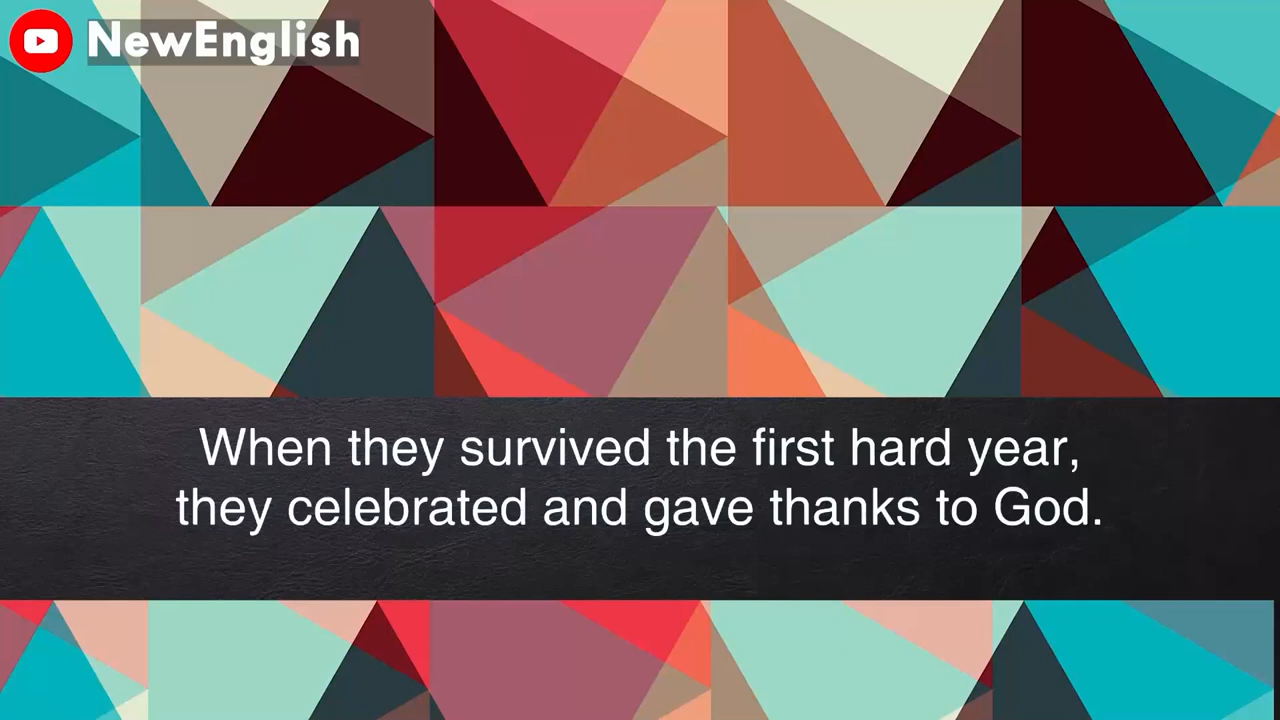 NewEnglish
When they survived the first hard year,
they celebrated and gave thanks to God.